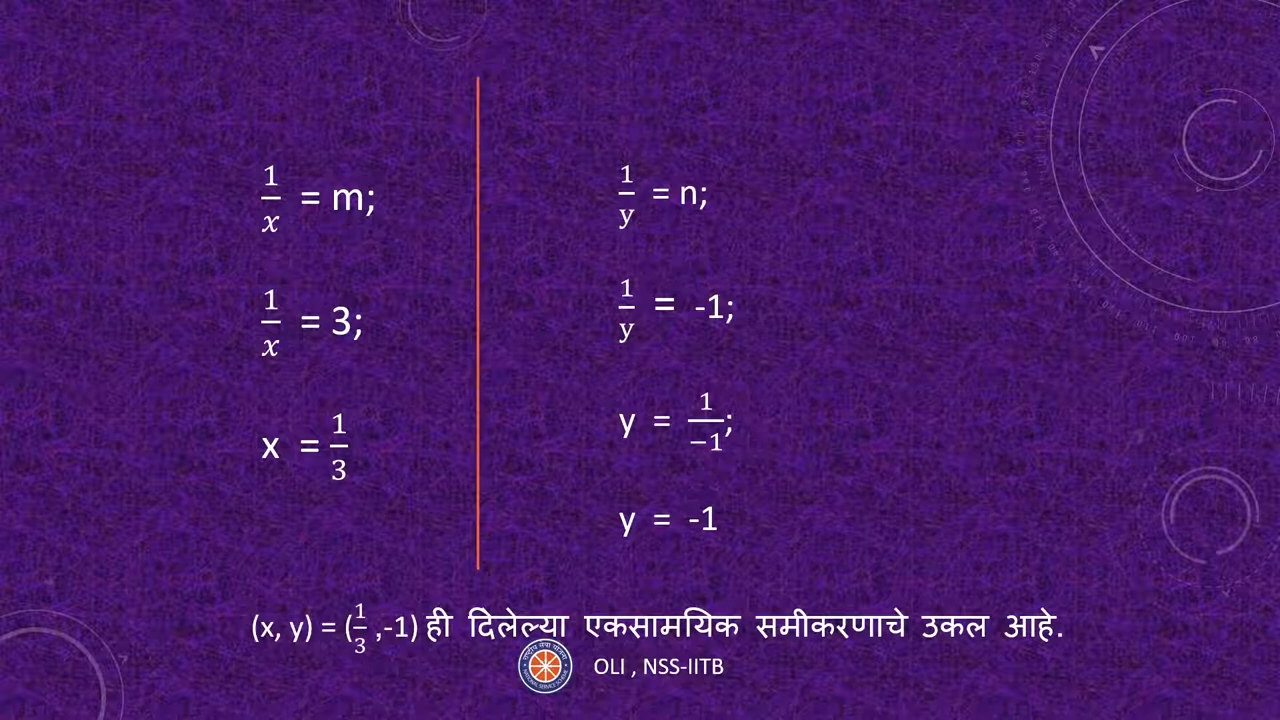 1/x = m;
1/x = 3;
x = 1/3
1/y = n;
1/y = -1;
y = 1/−1;
y = -1
(x, y) = (1/3 ,-1) ही दिलेल्या एकसामयिक समीकरणाचे उकल आहे.
OLI , NSS-IITB